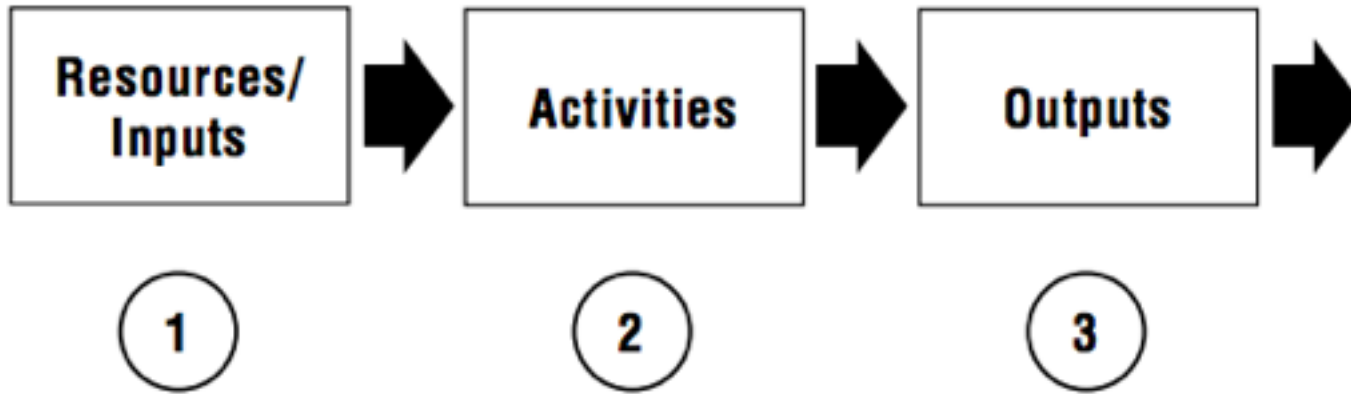 Resources/
Inputs
Activities
Outputs
1
2
3